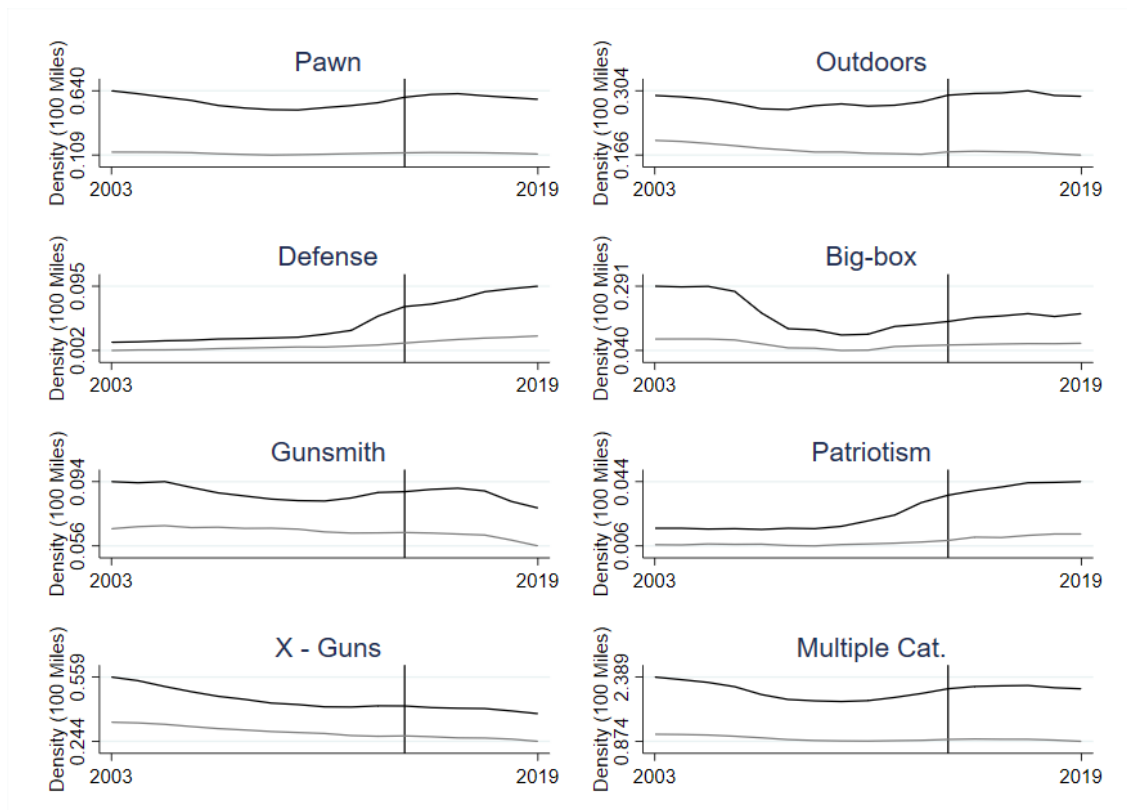 Pawn
Density (100 Miles)
0.640
0.109
2003
2019
Outdoors
Density (100 Miles)
0.304
0.166
2003
2019
Defense
Density (100 Miles)
0.095
0.002
2003
2019
Big-box
Density (100 Miles)
0.291
0.040
2003
2019
Gunsmith
Density (100 Miles)
0.094
0.056
2003
2019
Patriotism
Density (100 Miles)
0.044
0.006
2003
2019
X - Guns
Density (100 Miles)
0.559
0.244
2003
2019
Multiple Cat.
Density (100 Miles)
2.389
0.874
2003
2019